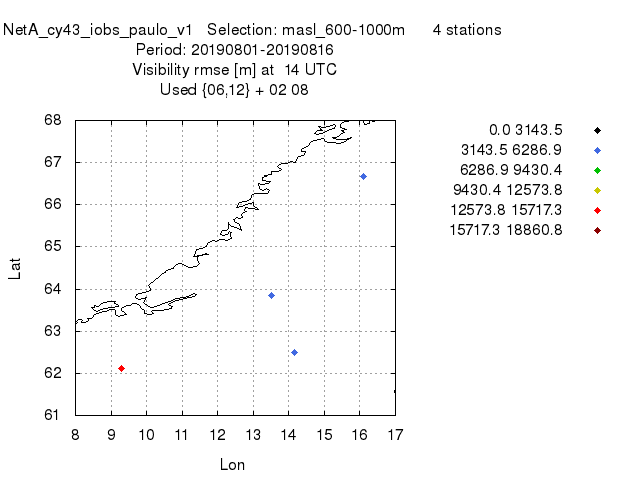 NetA_cy43_iobs_paulo_v1 Selection: masl_600-1000m 4 stations
Period: 20190801-20190816
Visibility rmse [m] at 14 UTC
Used {06,12} + 02 08
0.0 3143.5
3143.5 6286.9
6286.9 9430.4
9430.4 12573.8
12573.8 15717.3
15717.3 18860.8
68
67
66
65
64
63
62
61
Lat
8 9 10 11 12 13 14 15 16 17
Lon